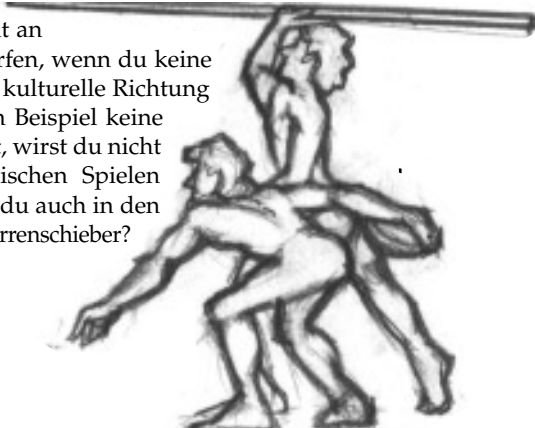 t an
rfen, wenn du keine
kulturelle Richtung
Beispiel keine
, wirst du nicht
ischen Spielen
du auch in den
rrenschieber?